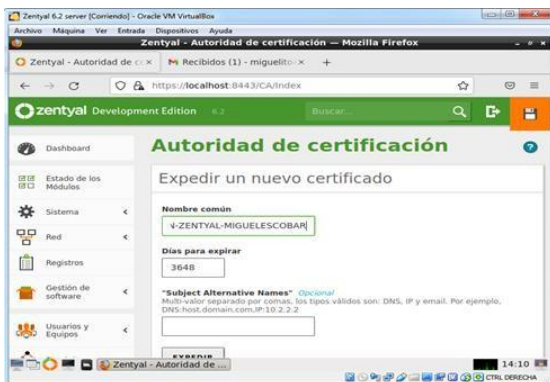 Zentyal 6.2 server [Corriendo] - Oracle VM VirtualBox
Archivo Máquina Ver Entrada Dispositivos Ayuda
Zentyal - Autoridad de certificación — Mozilla Firefox
Zentyal - Autoridad de ce
Recibidos (1) - miguelito
https://localhost:8443/CA/Index
zentyal Development Edition 6.2
Buscar...
Dashboard
Estado de los Módulos
Sistema
Red
Registros
Gestión de software
Usuarios y Equipos
Autoridad de certificación
Expedir un nuevo certificado
Nombre común
-ZENTYAL-MIGUELESCOBAR
Días para expirar
3648
"Subject Alternative Names" Opcional
Multi-valor separado por comas, los tipos válidos son: DNS, IP y email. Por ejemplo,
DNS:host.domain.com,IP:10.2.2.2
EXPEDIR
Zentyal - Autoridad de ...
14:10
CTRL DERECHA